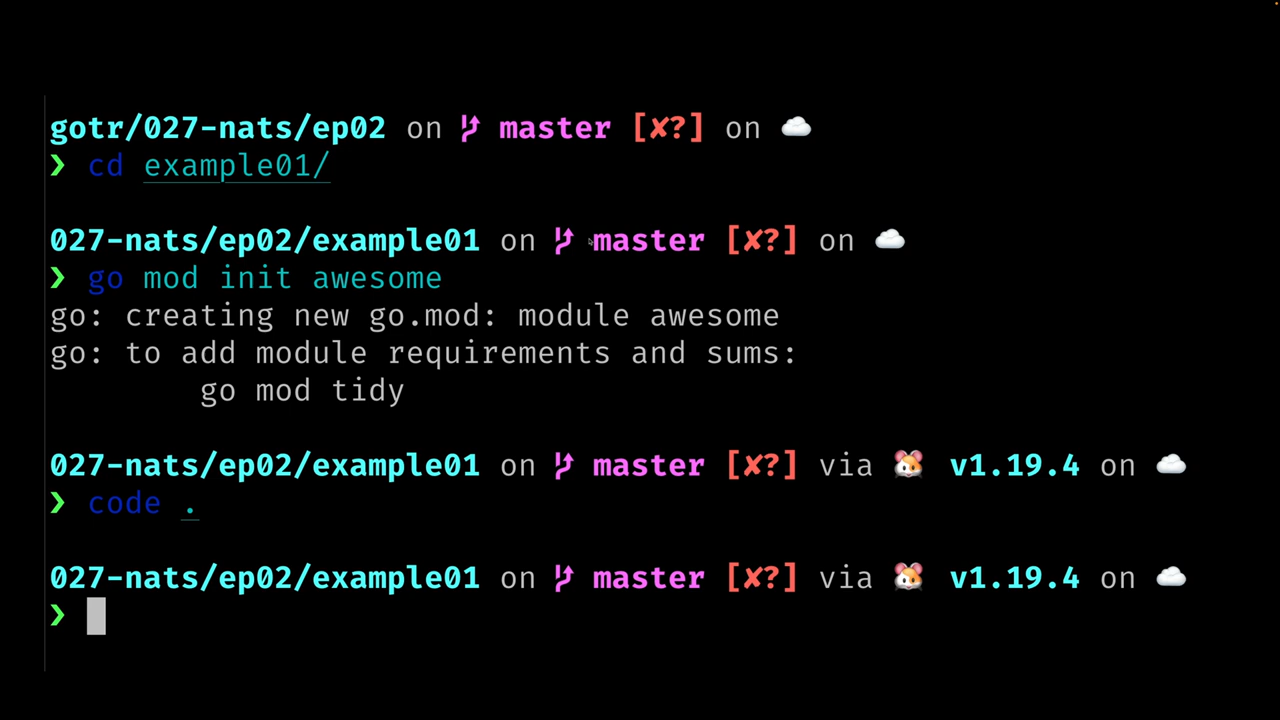 gotr/027-nats/ep02 on master [✘?] on ☁️
❯ cd example01/
027-nats/ep02/example01 on master [✘?] on ☁️
❯ go mod init awesome
go: creating new go.mod: module awesome
go: to add module requirements and sums:
go mod tidy
027-nats/ep02/example01 on master [✘?] via 🐹 v1.19.4 on ☁️
❯ code .
027-nats/ep02/example01 on master [✘?] via 🐹 v1.19.4 on ☁️
❯